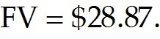 FV = $28.87.